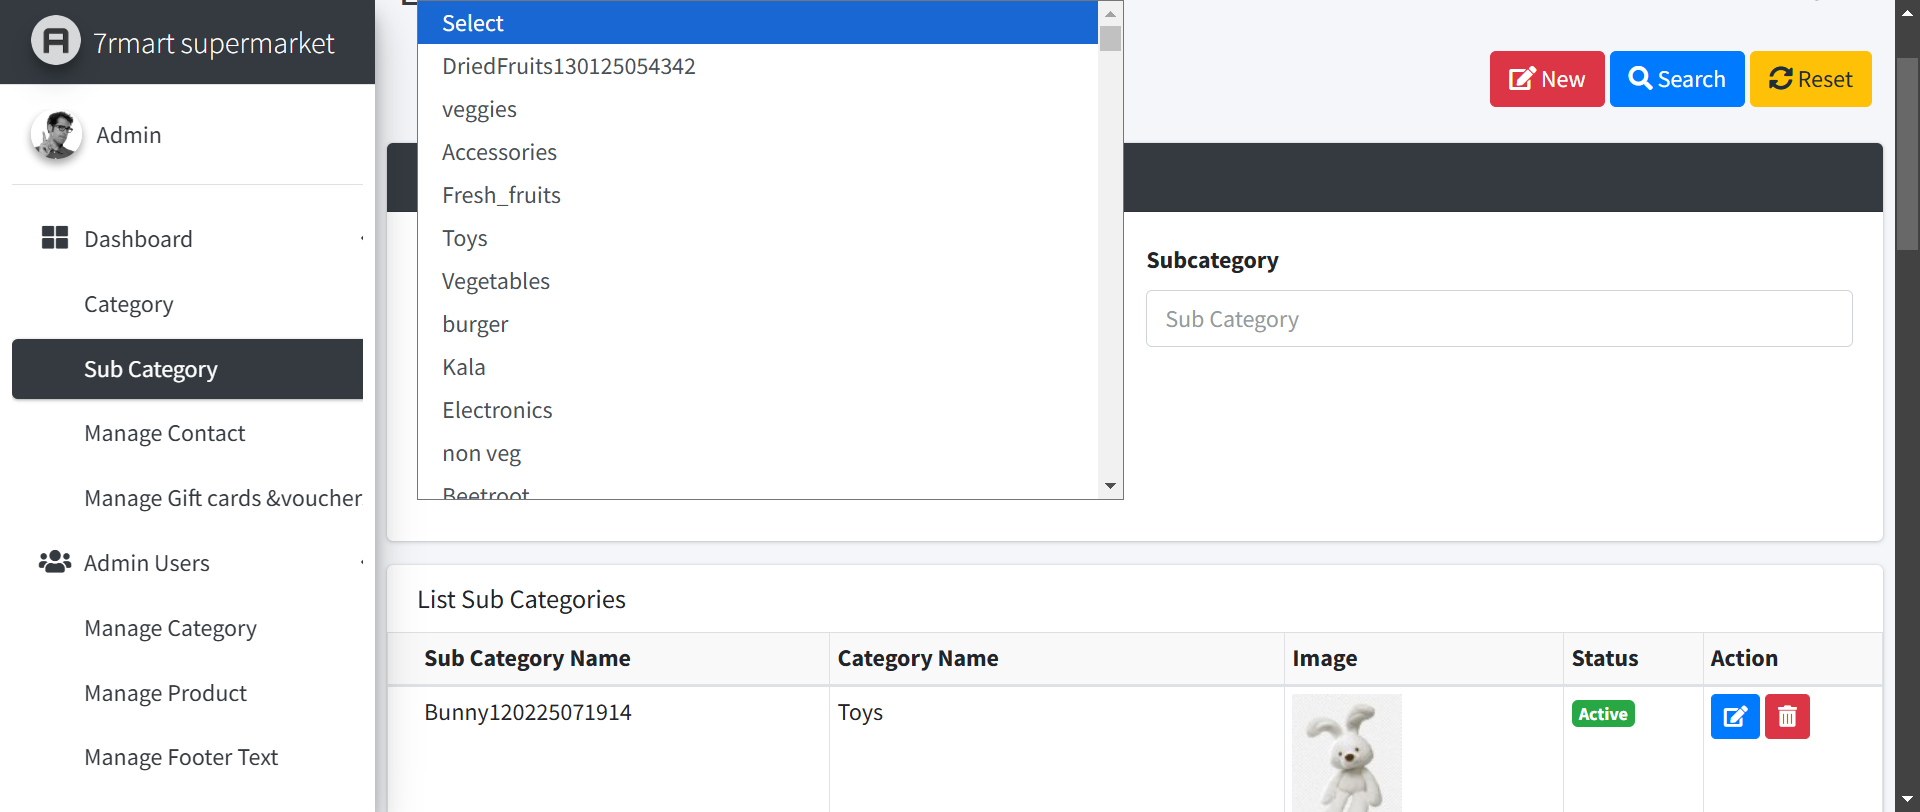 7rmart supermarket
Admin
Dashboard
Category
Sub Category
Manage Contact
Manage Gift cards &voucher
Admin Users
Manage Category
Manage Product
Manage Footer Text
Select
DriedFruits130125054342
veggies
Accessories
Fresh_fruits
Toys
Vegetables
burger
Kala
Electronics
non veg
Beetroot
New
Search
Reset
Subcategory
Sub Category
List Sub Categories
Sub Category Name Category Name Image Status Action
Bunny120225071914 Toys Active